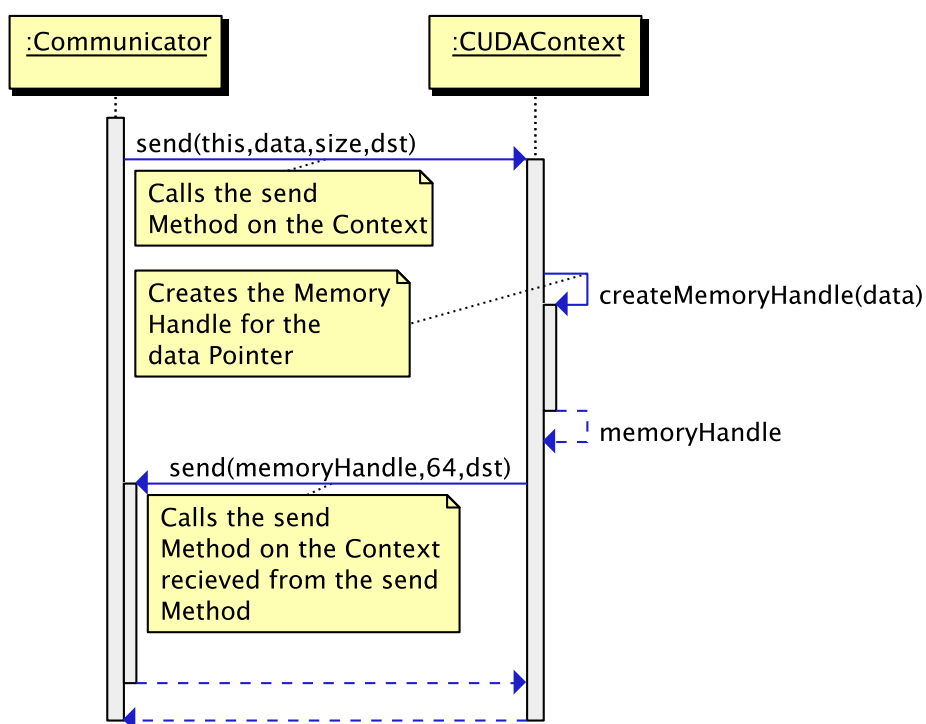 :Communicator
:CUDAContext
send(this,data,size,dst)
Calls the send
Method on the Context
createMemoryHandle(data)
Creates the Memory
Handle for the
data Pointer
memoryHandle
send(memoryHandle,64,dst)
Calls the send
Method on the Context
recieved from the send
Method